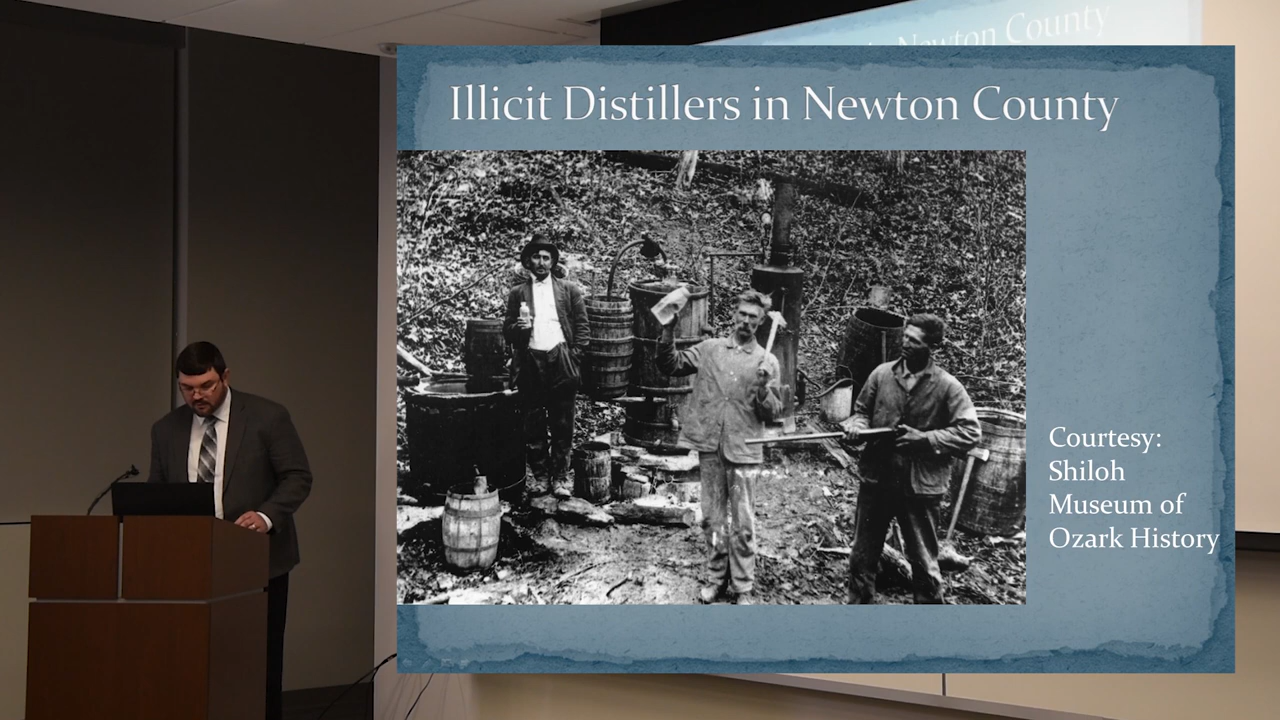 Newton County
Illicit Distillers in Newton County
Courtesy:
Shiloh
Museum of
Ozark History